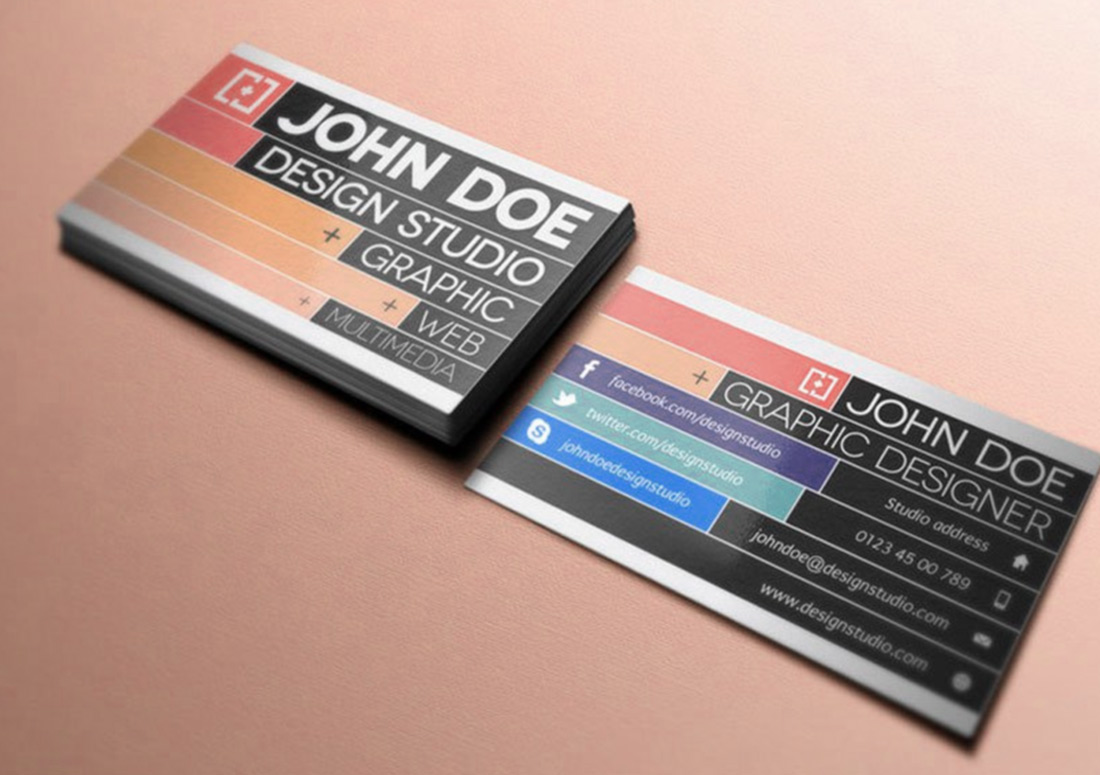 JOHN DOE
DESIGN STUDIO
+ GRAPHIC
+ WEB
+ MULTIMEDIA
JOHN DOE
+ GRAPHIC DESIGNER
facebook.com/designstudio
Studio address
twitter.com/designstudio
0123 45 00 789
johndoedesignstudio
johndoe@designstudio.com
www.designstudio.com